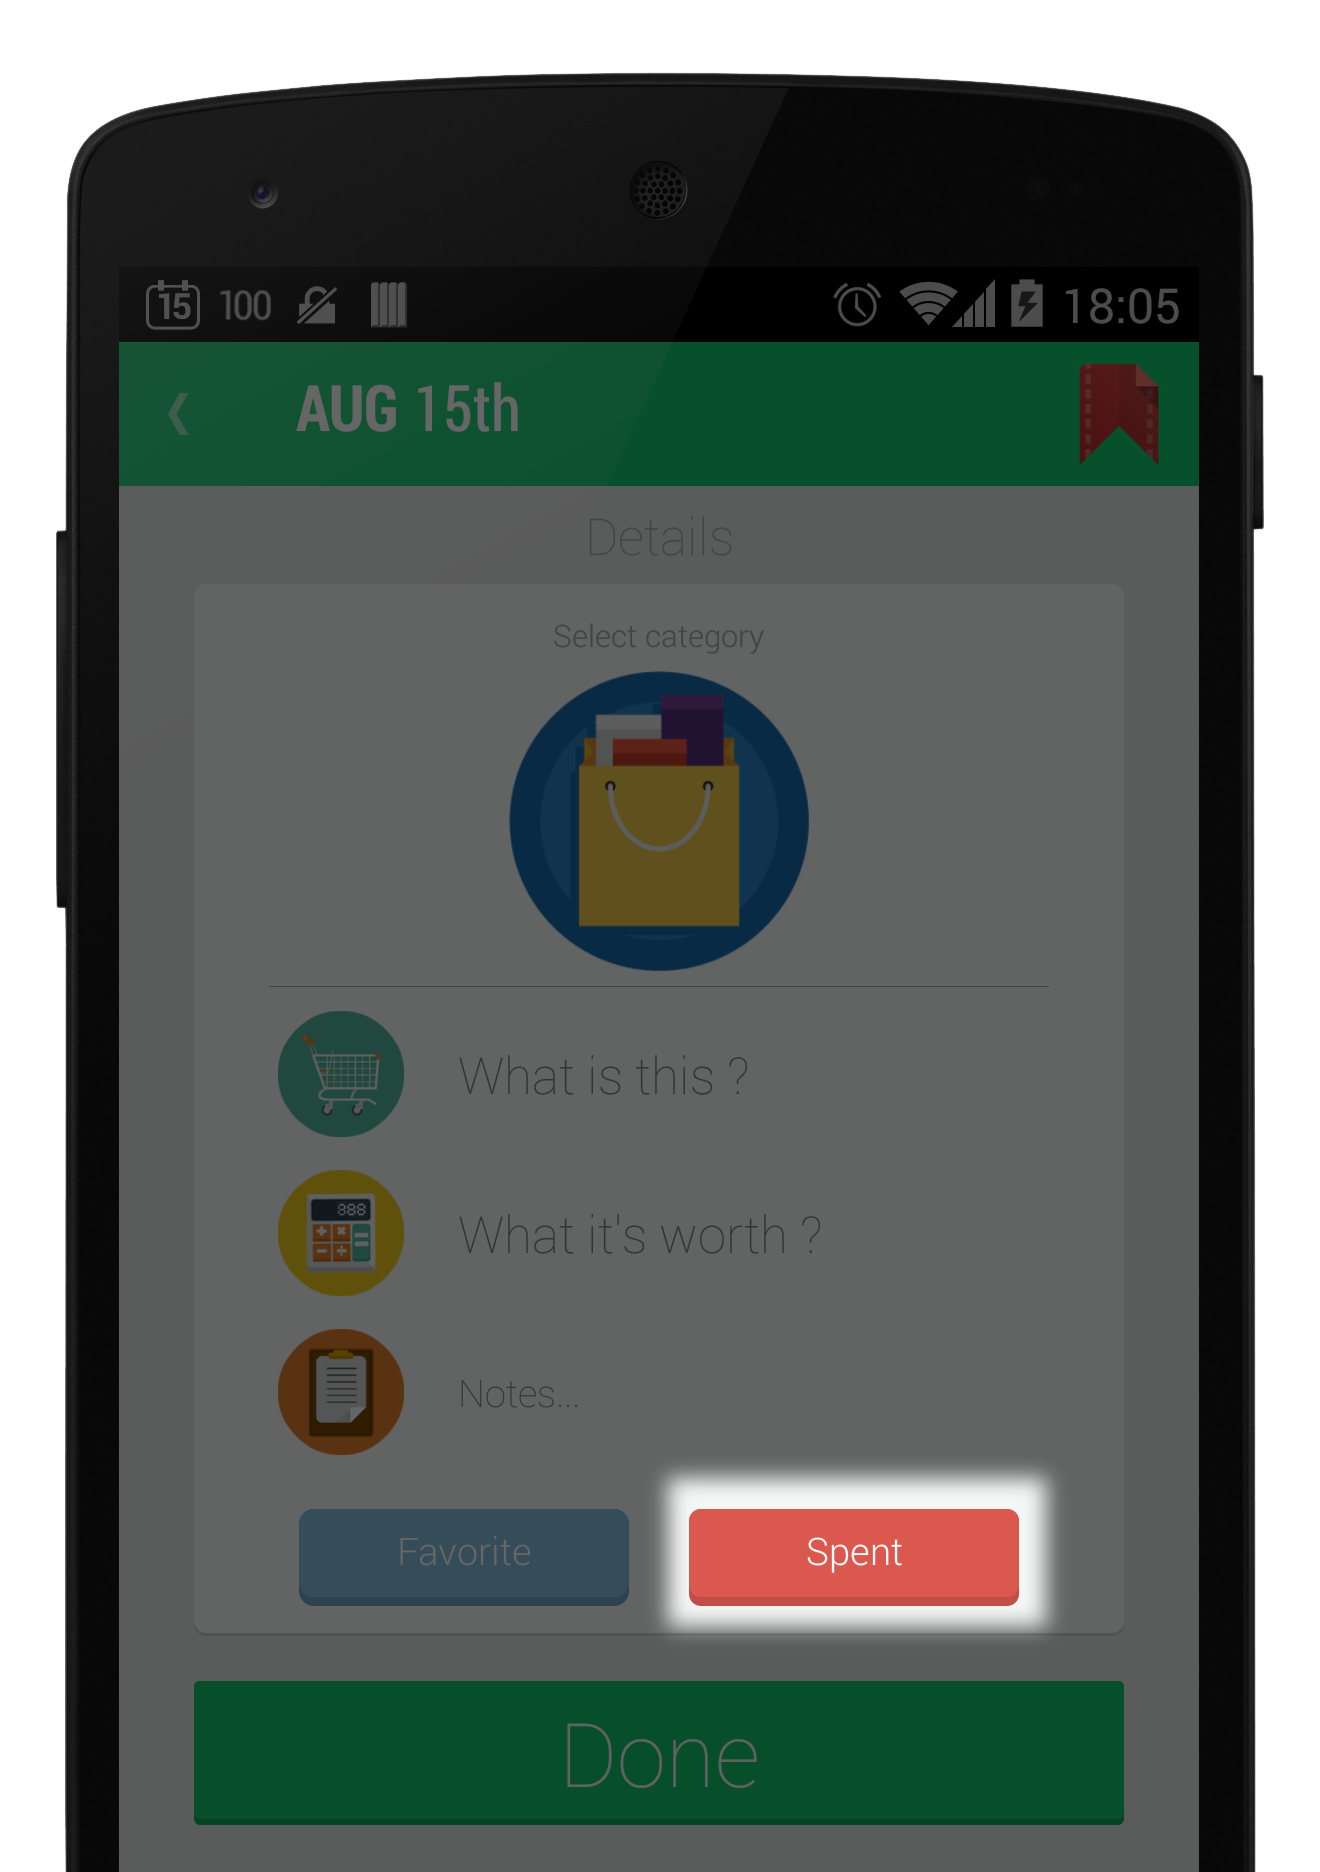 15 100 18:05
AUG 15th
Details
Select category
What is this ?
888
What it's worth ?
Notes...
Favorite Spent
Done